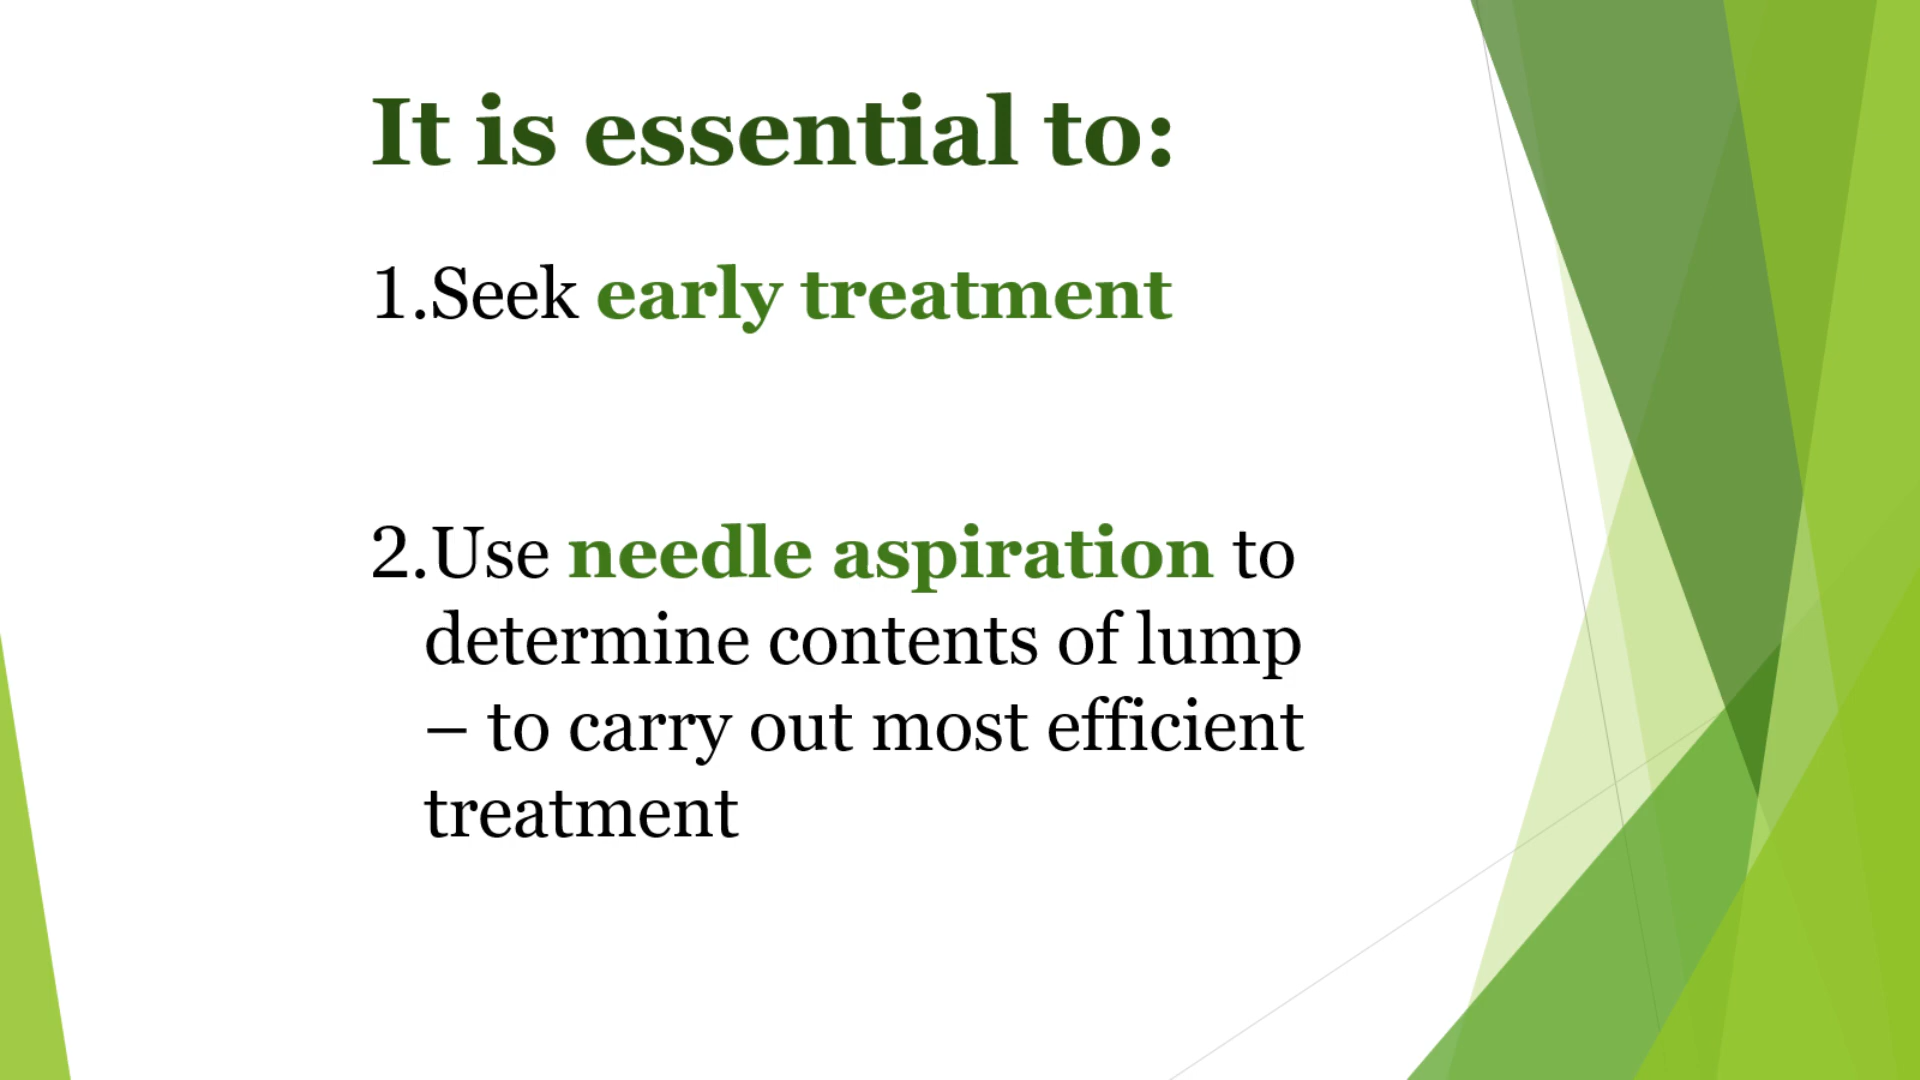 It is essential to:
1.Seek early treatment
2.Use needle aspiration to
determine contents of lump
– to carry out most efficient
treatment